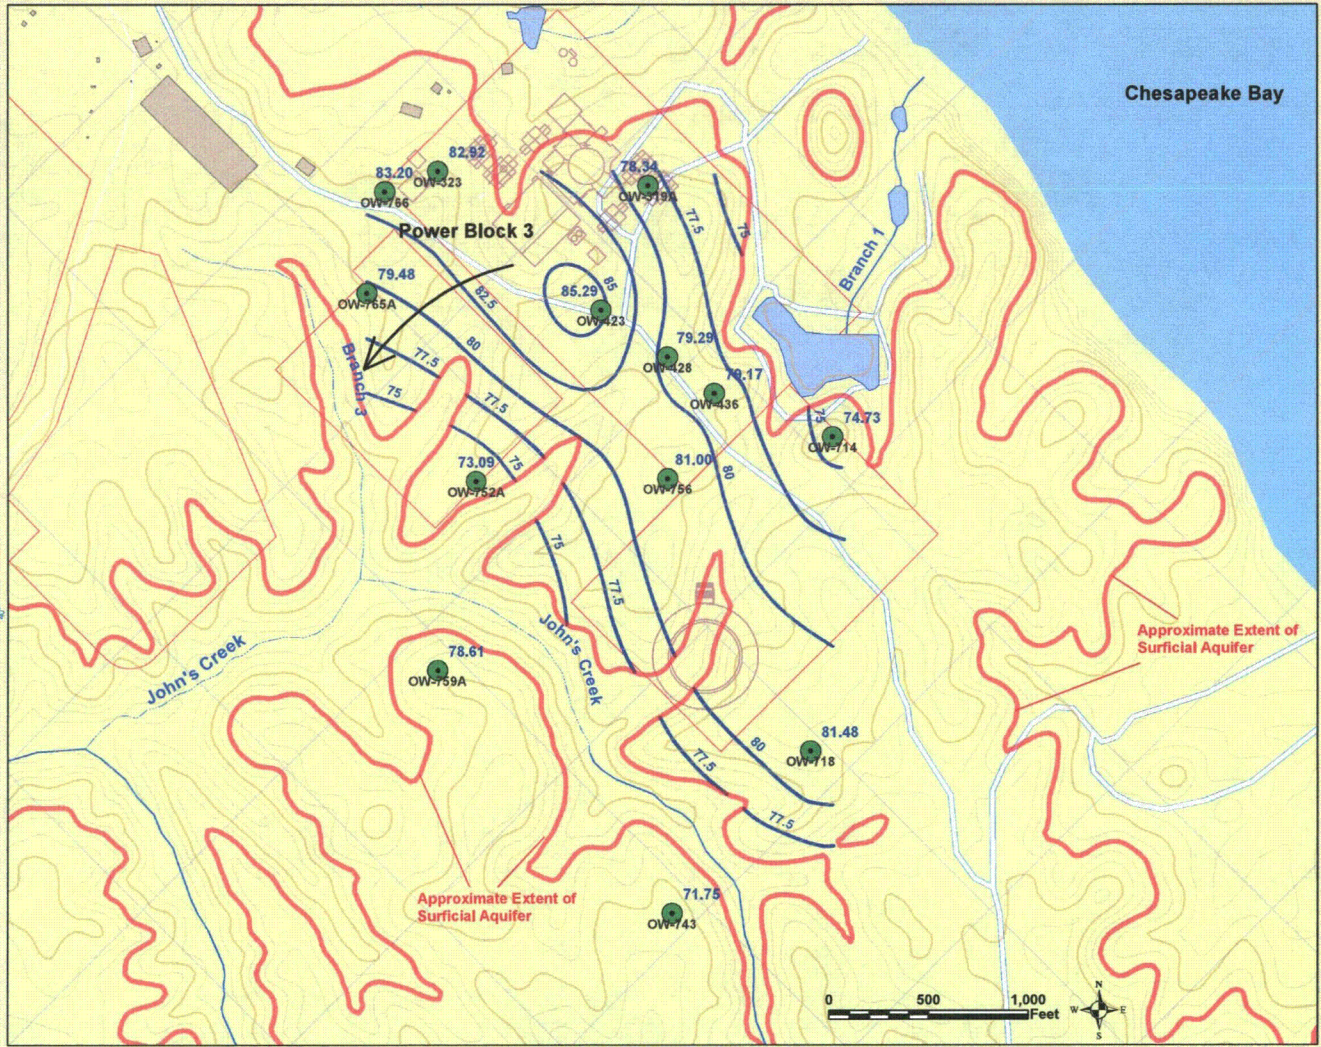 Chesapeake Bay
82.92
OW-323
83.20
OW-766
78.34
OW-319A
Power Block 3
77.5
75
Branch 1
79.48
OW-765A
82.5
85.29
85
OW-423
79.29
OW-428
80
77.5
Branch 3
75
77.5
79.17
OW-436
75
74.73
OW-714
73.09
OW-752A
75
81.00
OW-756
80
75
77.5
John's Creek
John's Creek
78.61
OW-759A
Approximate Extent of
Surficial Aquifer
80
77.5
81.48
OW-718
77.5
Approximate Extent of
Surficial Aquifer
71.75
OW-743
0 500 1,000
Feet
N
W E
S